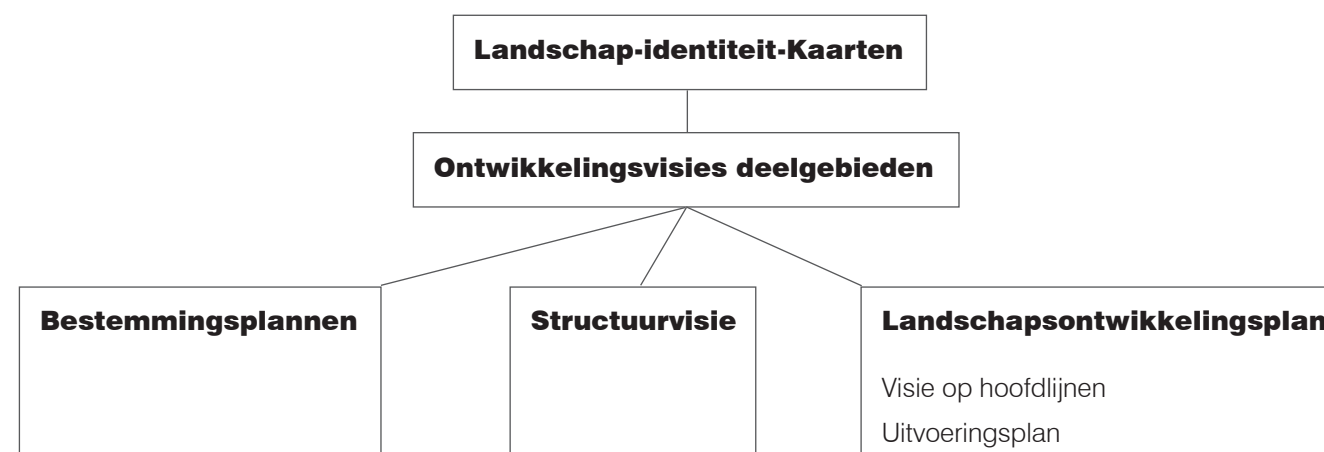 Landschap-identiteit-Kaarten
Ontwikkelingsvisies deelgebieden
Bestemmingsplannen
Structuurvisie
Landschapsontwikkelingsplan
Visie op hoofdlijnen
Uitvoeringsplan